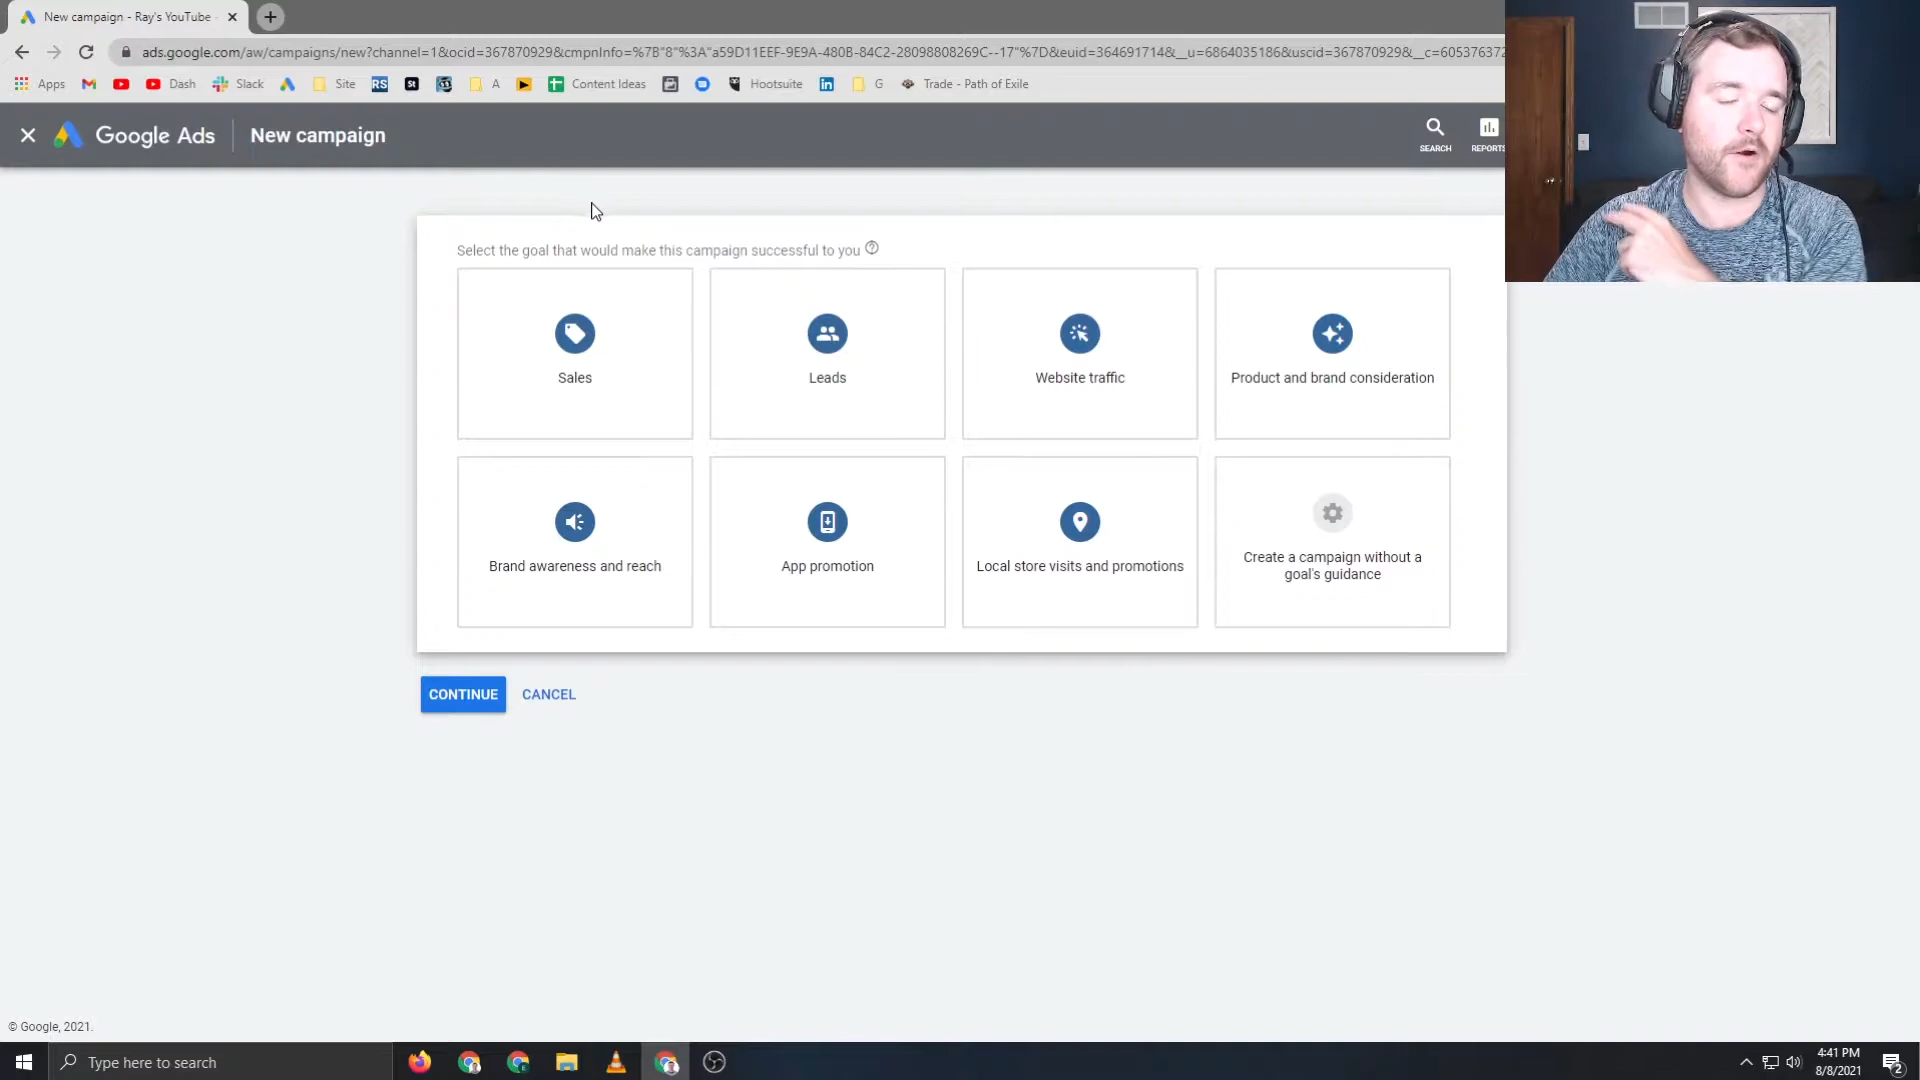 New campaign - Ray's YouTube
ads.google.com/aw/campaigns/new?channel=1&ocid=367870929&cmpnInfo=%7B"8"%3A"a59D11EEF-9E9A-480B-84C2-28098808269C--17"%7D&euid=364691714&__u=6864035186&uscid=367870929&__c=605376372
Apps Dash Slack Site RS St A Content Ideas Hootsuite in G Trade - Path of Exile
Google Ads New campaign
SEARCH REPORTS
Select the goal that would make this campaign successful to you
Sales
Leads
Website traffic
Product and brand consideration
Brand awareness and reach
App promotion
Local store visits and promotions
Create a campaign without a
goal's guidance
CONTINUE CANCEL
© Google, 2021.
Type here to search
4:41 PM
8/8/2021
2